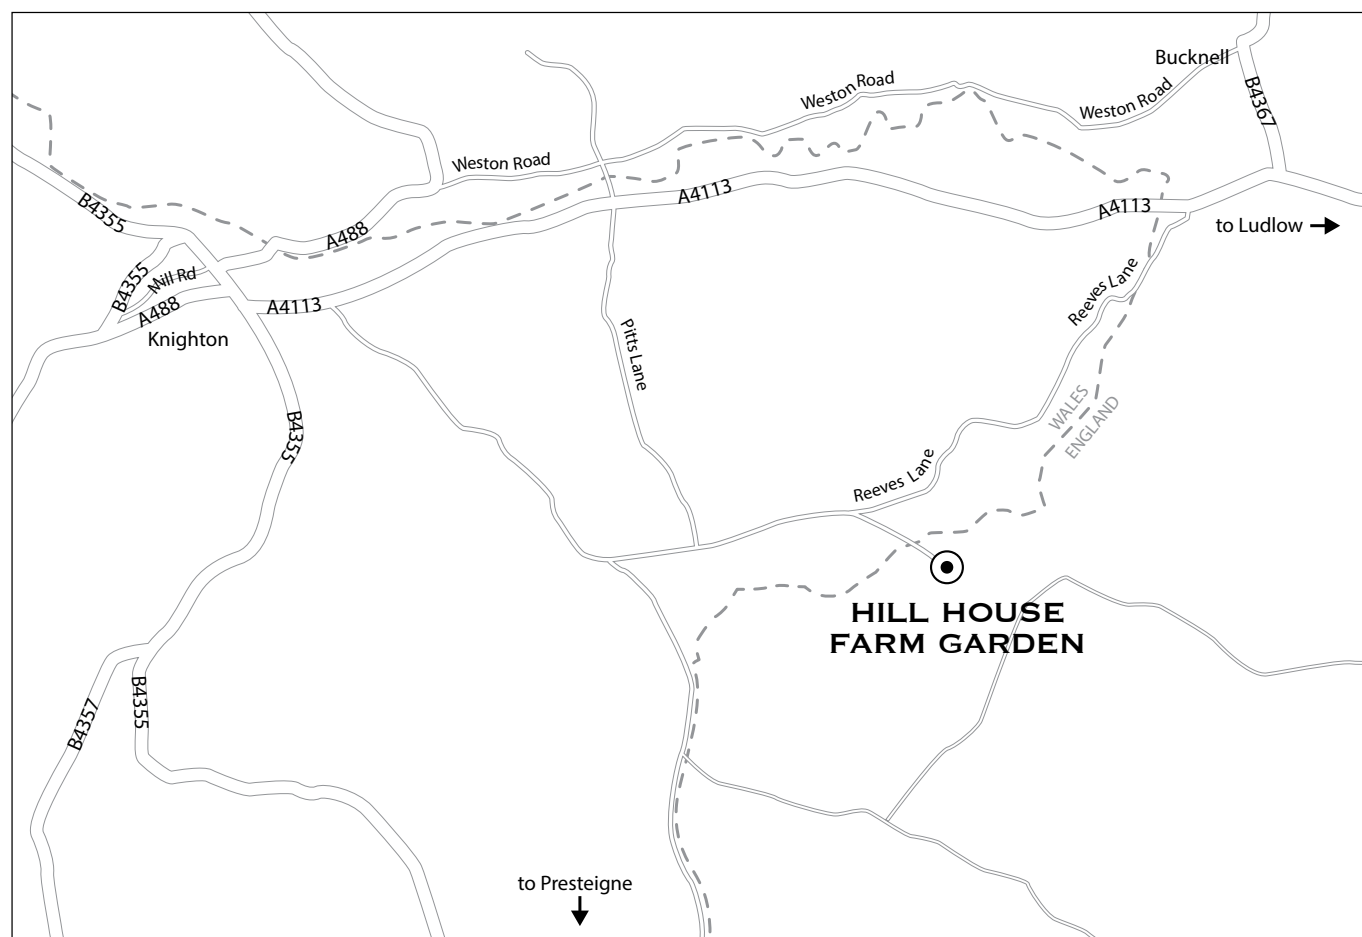 Bucknell
Weston Road
Weston Road
B4367
Weston Road
A4113
B4355
A4113
A488
to Ludlow
B4355
Mill Rd
Reeves Lane
A488
A4113
Knighton
Pitts Lane
WALES
ENGLAND
B4355
Reeves Lane
HILL HOUSE
FARM GARDEN
B4355
B4357
to Presteigne